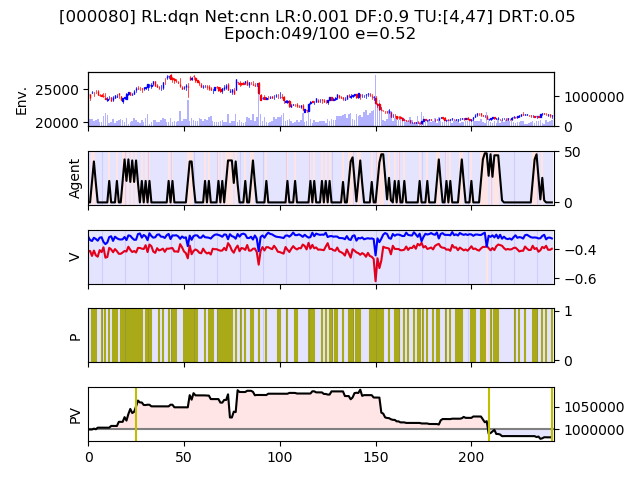 [000080] RL:dqn Net:cnn LR:0.001 DF:0.9 TU:[4,47] DRT:0.05
Epoch:049/100 e=0.52
Env.
25000
20000
1000000
0
Agent
50
0
V
−0.4
−0.6
P
1
0
PV
1050000
1000000
0
50
100
150
200